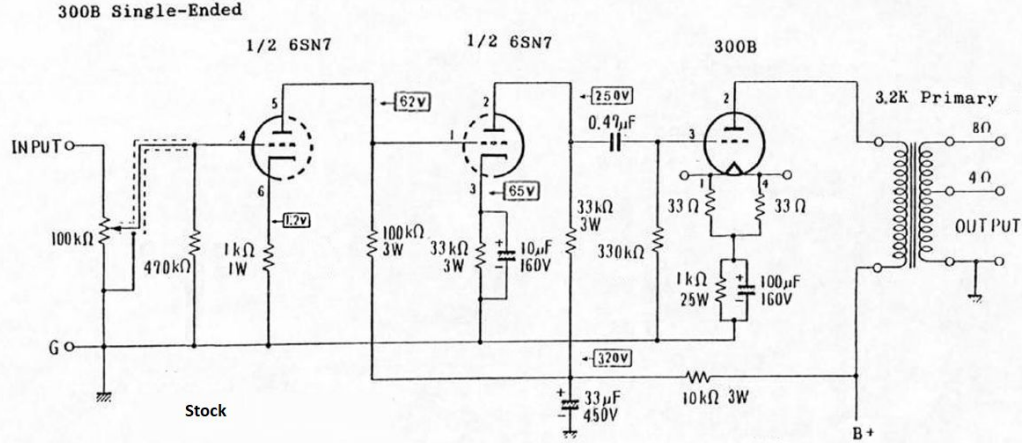 300B Single-Ended
1/2 6SN7
1/2 6SN7
300B
5
62V
2
250V
2
3.2K Primary
0.47µF
8Ω
INPUT
4
1
3
6
3
65V
1
4
4Ω
33Ω
33Ω
1.2V
33kΩ
3W
OUTPUT
100kΩ
470kΩ
1kΩ
1W
100kΩ
3W
33kΩ
3W
+
−
10µF
160V
330kΩ
1kΩ
25W
+
−
100µF
160V
G
320V
+
−
33µF
450V
10kΩ 3W
Stock
B+